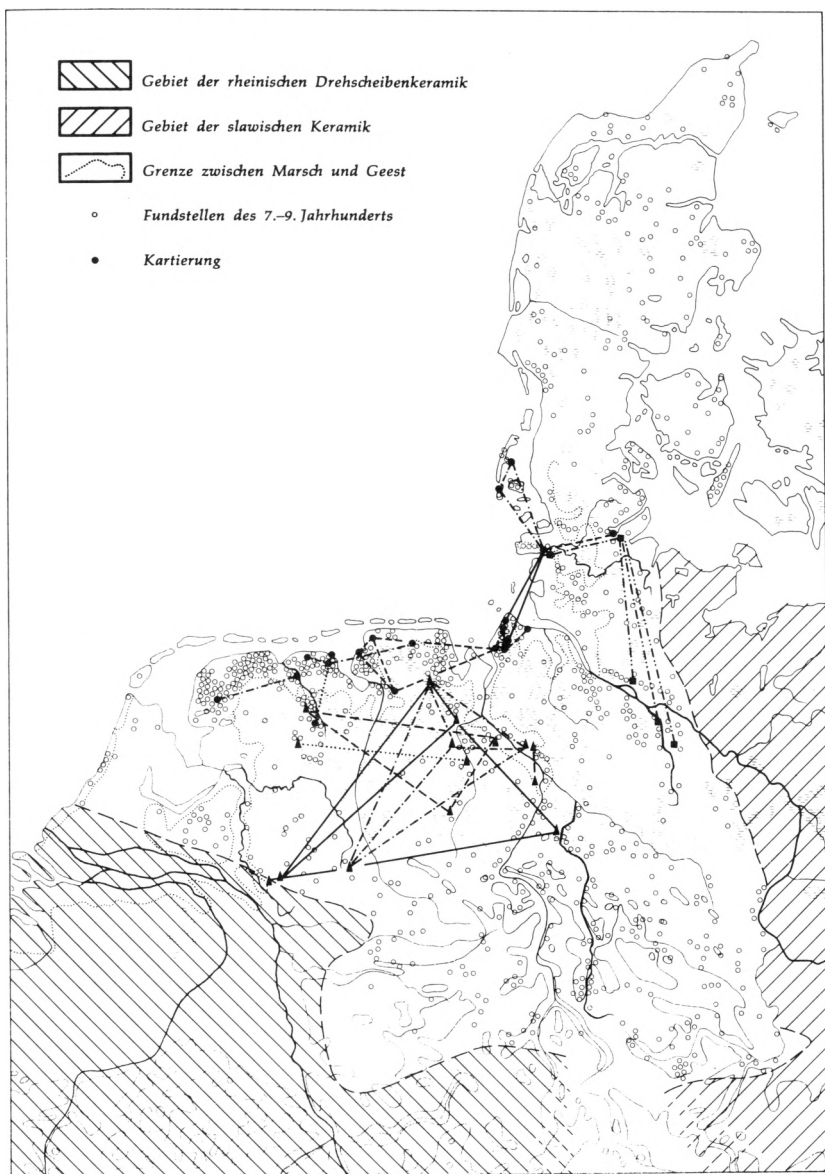 Gebiet der rheinischen Drehscheibenkeramik
Gebiet der slawischen Keramik
Grenze zwischen Marsch und Geest
Fundstellen des 7.–9. Jahrhunderts
Kartierung